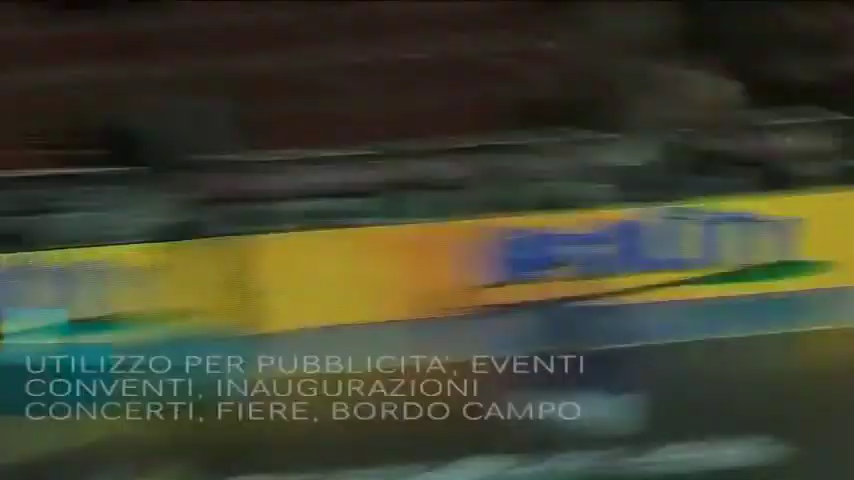 UTILIZZO PER PUBBLICITA', EVENTI
CONVENTI, INAUGURAZIONI
CONCERTI, FIERE, BORDO CAMPO